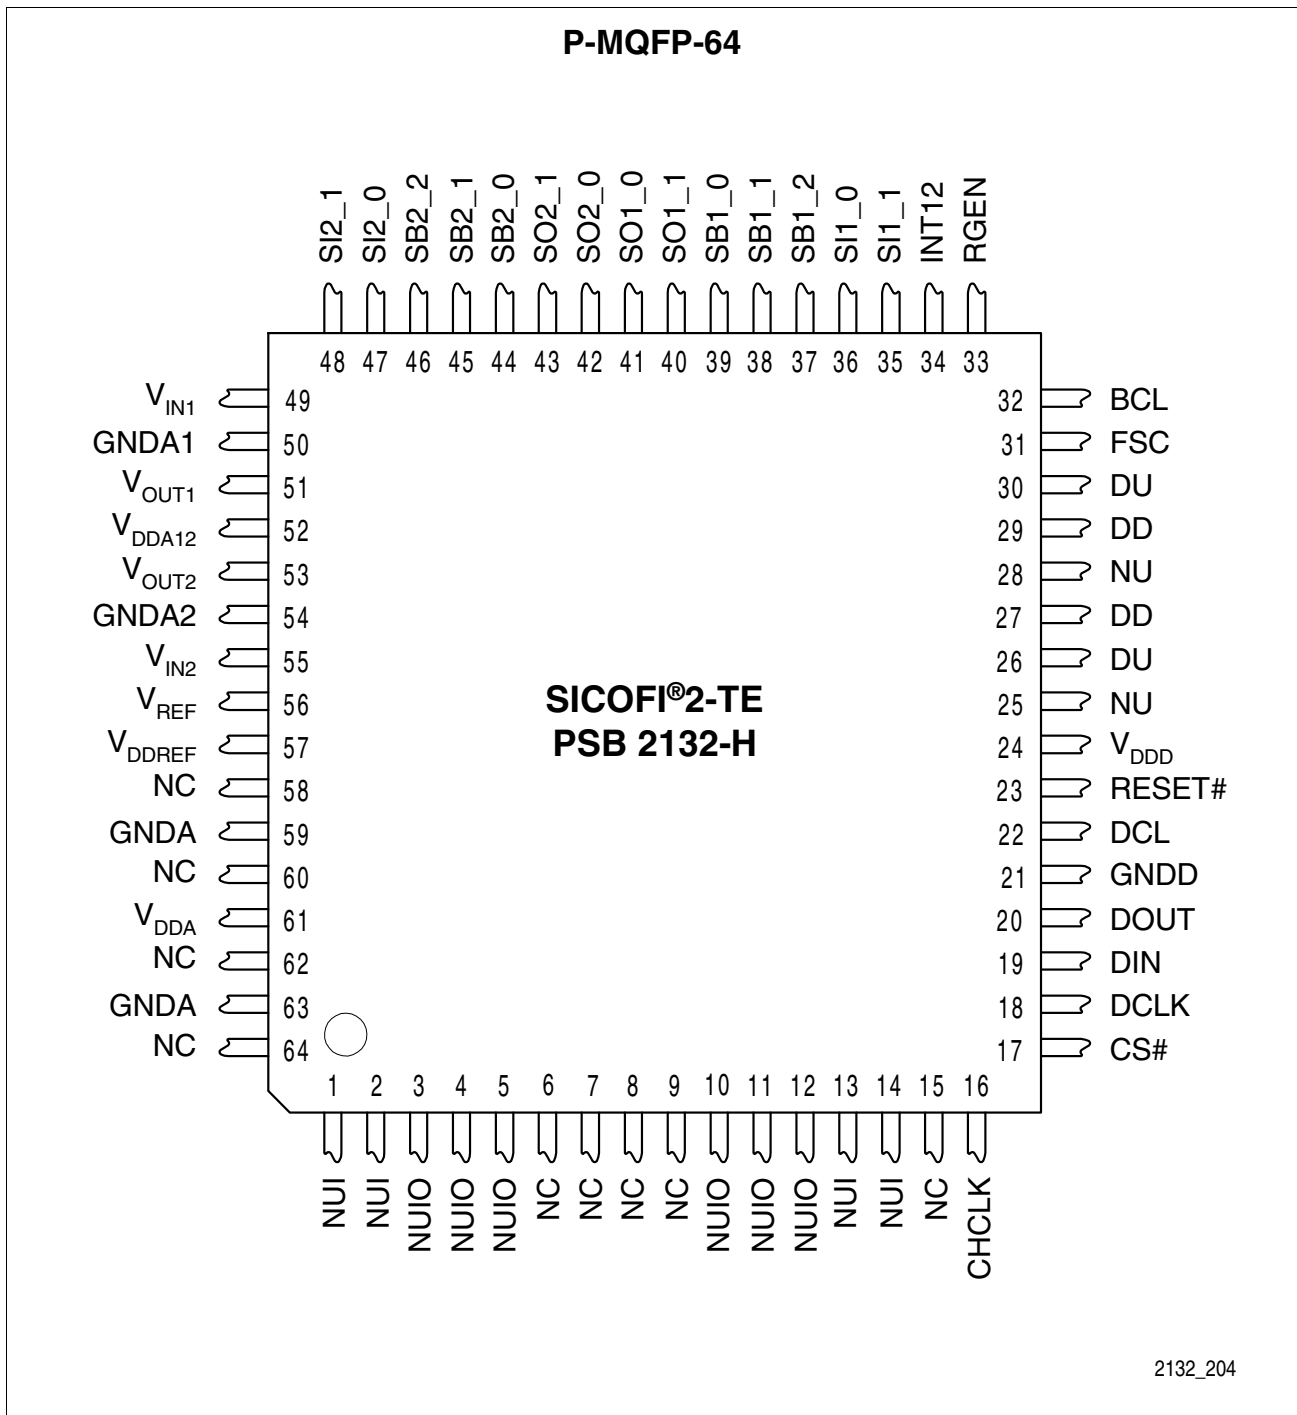 P-MQFP-64
SI2_1
SI2_0
SB2_2
SB2_1
SB2_0
SO2_1
SO2_0
SO1_0
SO1_1
SB1_0
SB1_1
SB1_2
SI1_0
SI1_1
INT12
RGEN
48 47 46 45 44 43 42 41 40 39 38 37 36 35 34 33
VIN1 49 32 BCL
GNDA1 50 31 FSC
VOUT1 51 30 DU
VDDA12 52 29 DD
VOUT2 53 28 NU
GNDA2 54 27 DD
VIN2 55 26 DU
VREF 56 25 NU
VDDREF 57 24 VDDD
NC 58 23 RESET#
GNDA 59 22 DCL
NC 60 21 GNDD
VDDA 61 20 DOUT
NC 62 19 DIN
GNDA 63 18 DCLK
NC 64 17 CS#
SICOFI®2-TE
PSB 2132-H
1 2 3 4 5 6 7 8 9 10 11 12 13 14 15 16
NUI
NUI
NUIO
NUIO
NUIO
NC
NC
NC
NC
NUIO
NUIO
NUIO
NUI
NUI
NC
CHCLK
2132_204